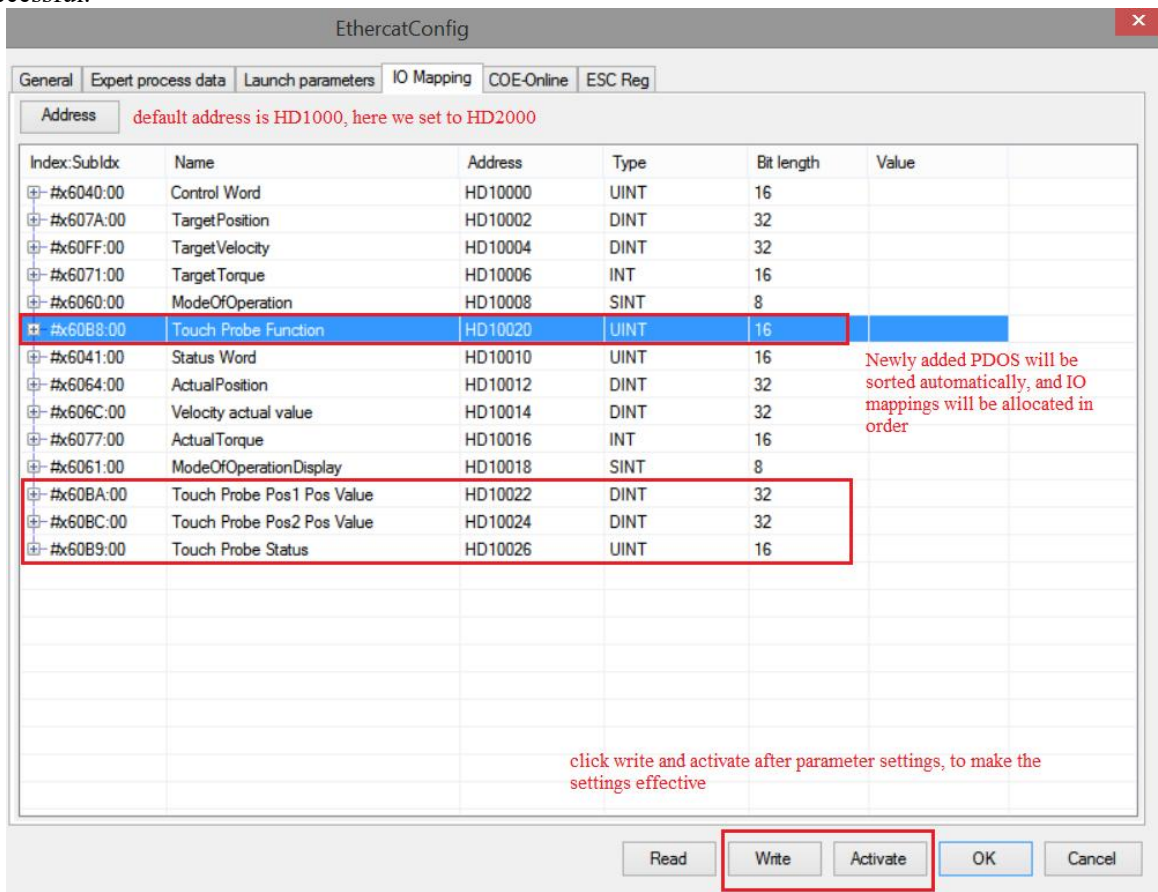 EthercatConfig
General Expert process data Launch parameters IO Mapping COE-Online ESC Reg
Address default address is HD1000, here we set to HD2000
Index:SubIdx Name Address Type Bit length Value
#x6040:00 Control Word HD10000 UINT 16
#x607A:00 TargetPosition HD10002 DINT 32
#x60FF:00 TargetVelocity HD10004 DINT 32
#x6071:00 TargetTorque HD10006 INT 16
#x6060:00 ModeOfOperation HD10008 SINT 8
#x60B8:00 Touch Probe Function HD10020 UINT 16
#x6041:00 Status Word HD10010 UINT 16
#x6064:00 ActualPosition HD10012 DINT 32
#x606C:00 Velocity actual value HD10014 DINT 32
#x6077:00 ActualTorque HD10016 INT 16
#x6061:00 ModeOfOperationDisplay HD10018 SINT 8
#x60BA:00 Touch Probe Pos1 Pos Value HD10022 DINT 32
#x60BC:00 Touch Probe Pos2 Pos Value HD10024 DINT 32
#x60B9:00 Touch Probe Status HD10026 UINT 16
Newly added PDOS will be
sorted automatically, and IO
mappings will be allocated in
order
click write and activate after parameter settings, to make the
settings effective
Read Write Activate OK Cancel